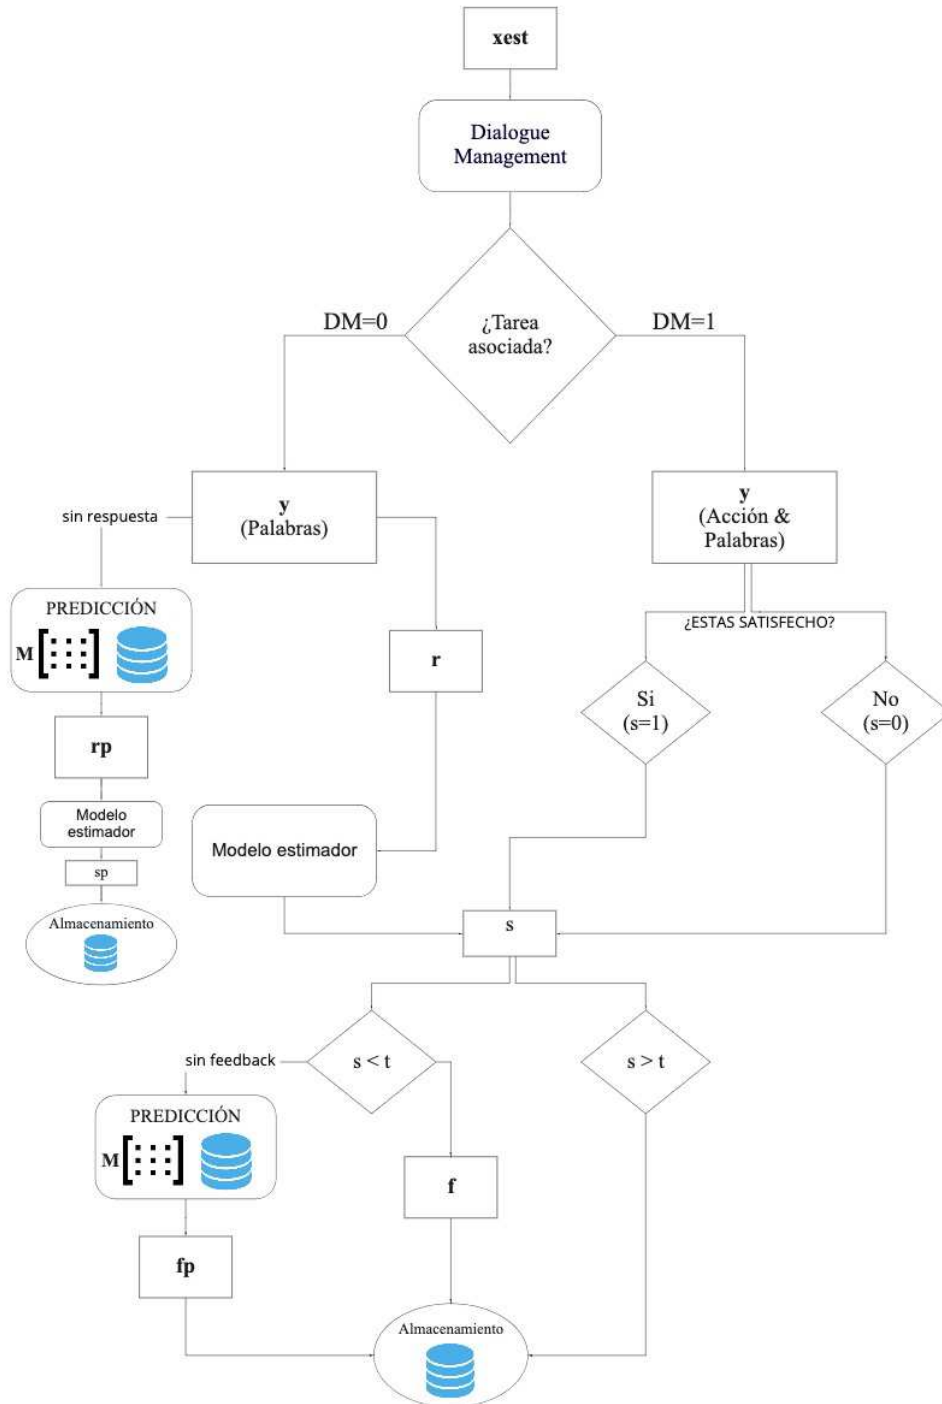 xest
Dialogue
Management
¿Tarea
asociada?
DM=0
DM=1
y
(Palabras)
y
(Acción &
Palabras)
sin respuesta
PREDICCIÓN
M
r
¿ESTAS SATISFECHO?
Si
(s=1)
No
(s=0)
rp
Modelo
estimador
sp
Almacenamiento
Modelo estimador
s
s < t
s > t
sin feedback
PREDICCIÓN
M
f
fp
Almacenamiento